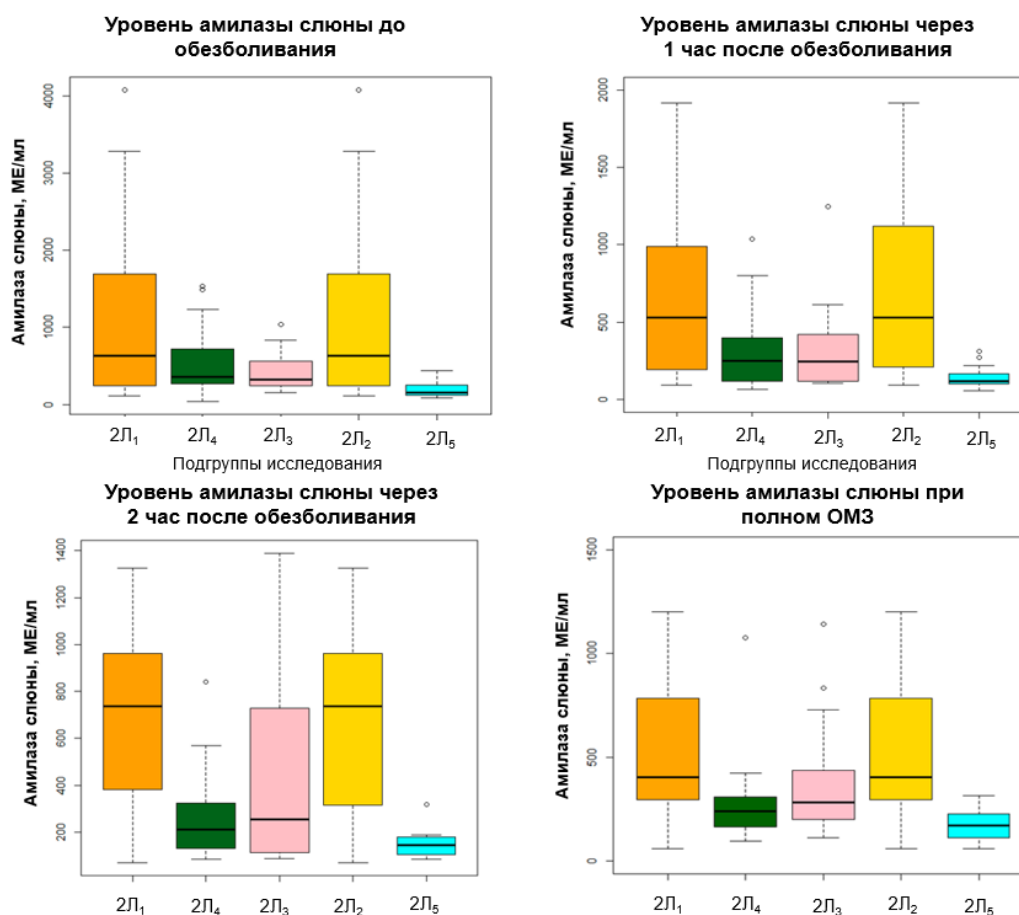 Уровень амилазы слюны до
обезболивания
Амилаза слюны, МЕ/мл
4000
3000
2000
1000
0
2Л₁ 2Л₄ 2Л₃ 2Л₂ 2Л₅
Подгруппы исследования
Уровень амилазы слюны через
1 час после обезболивания
Амилаза слюны, МЕ/мл
2000
1500
1000
500
0
2Л₁ 2Л₄ 2Л₃ 2Л₂ 2Л₅
Подгруппы исследования
Уровень амилазы слюны через
2 час после обезболивания
Амилаза слюны, МЕ/мл
1400
1200
1000
800
600
400
200
2Л₁ 2Л₄ 2Л₃ 2Л₂ 2Л₅
Уровень амилазы слюны при
полном ОМЗ
Амилаза слюны, МЕ/мл
1500
1000
500
0
2Л₁ 2Л₄ 2Л₃ 2Л₂ 2Л₅